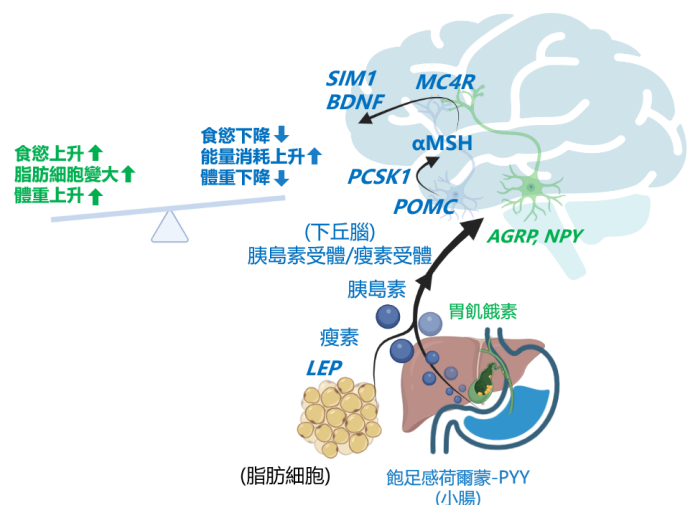 SIM1
BDNF
MC4R
αMSH
PCSK1
POMC
AGRP, NPY
食慾上升
脂肪細胞變大
體重上升
食慾下降
能量消耗上升
體重下降
(下丘腦)
胰島素受體/瘦素受體
胰島素
瘦素
LEP
胃飢餓素
(脂肪細胞)
飽足感荷爾蒙-PYY
(小腸)